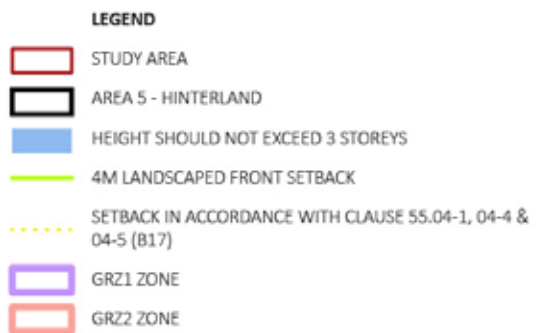 LEGEND
STUDY AREA
AREA 5 - HINTERLAND
HEIGHT SHOULD NOT EXCEED 3 STOREYS
4M LANDSCAPED FRONT SETBACK
SETBACK IN ACCORDANCE WITH CLAUSE 55.04-1, 04-4 &
04-5 (B17)
GRZ1 ZONE
GRZ2 ZONE